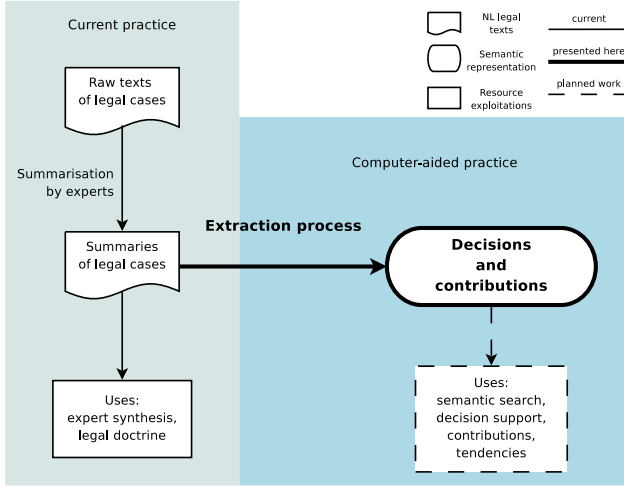 Current practice
NL legal
texts
current
Semantic
representation
presented here
Resource
exploitations
planned work
Raw texts
of legal cases
Computer-aided practice
Summarisation
by experts
Extraction process
Summaries
of legal cases
Decisions
and
contributions
Uses:
expert synthesis,
legal doctrine
Uses:
semantic search,
decision support,
contributions,
tendencies